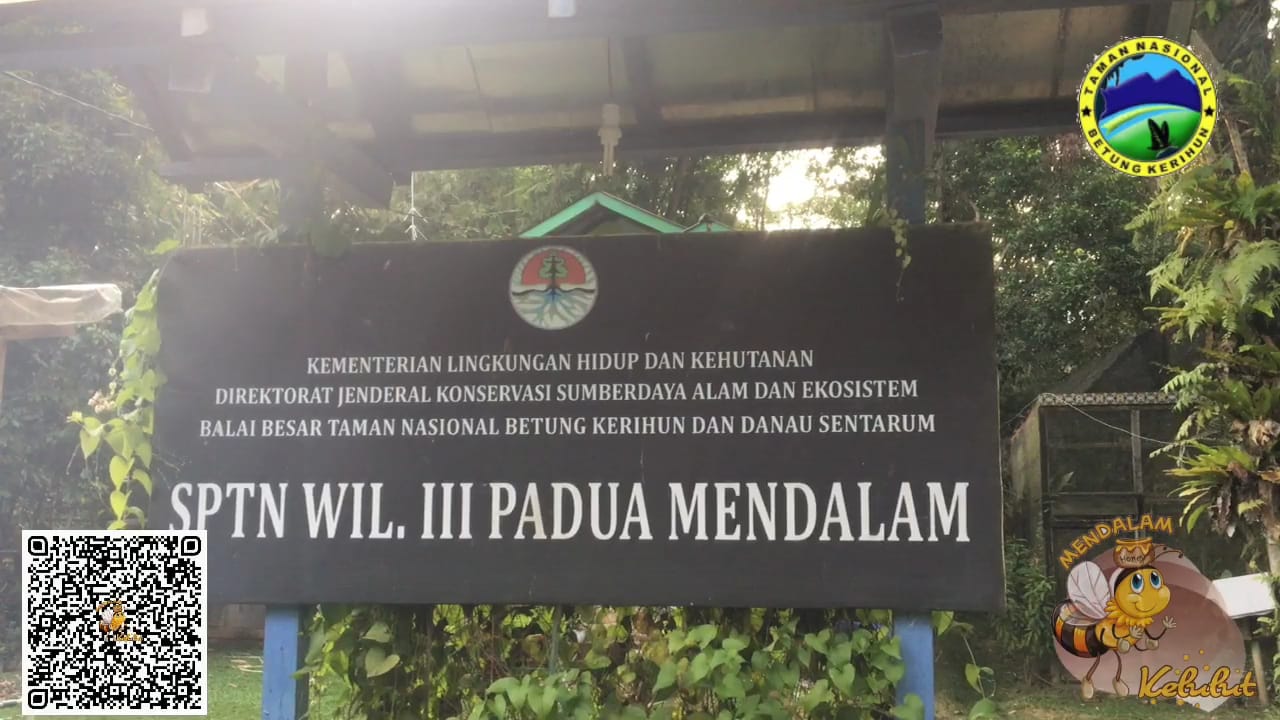 TAMAN NASIONAL
BETUNG KERIHUN
KEMENTERIAN LINGKUNGAN HIDUP DAN KEHUTANAN
DIREKTORAT JENDERAL KONSERVASI SUMBERDAYA ALAM DAN EKOSISTEM
BALAI BESAR TAMAN NASIONAL BETUNG KERIHUN DAN DANAU SENTARUM
SPTN WIL. III PADUA MENDALAM
MENDALAM
Honey
Kelulut